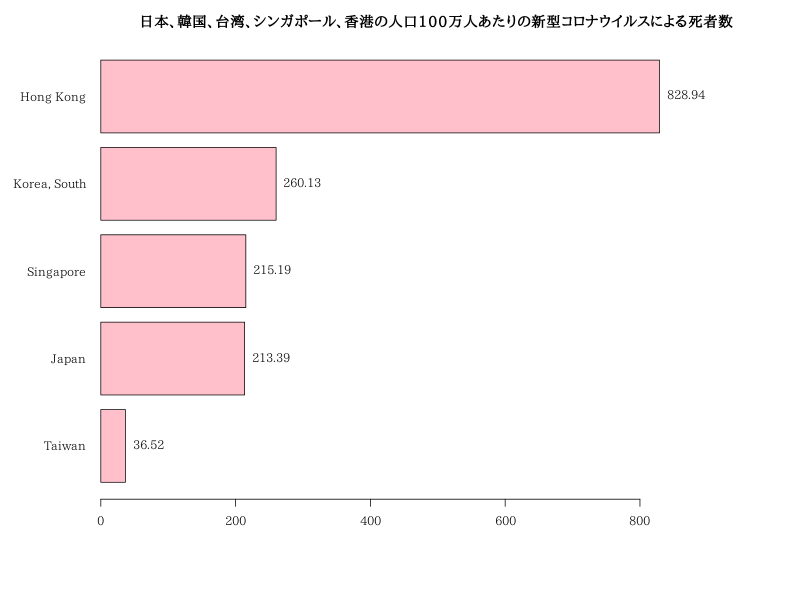 日本、韓国、台湾、シンガポール、香港の人口100万人あたりの新型コロナウイルスによる死者数
Hong Kong 828.94
Korea, South 260.13
Singapore 215.19
Japan 213.39
Taiwan 36.52
0 200 400 600 800